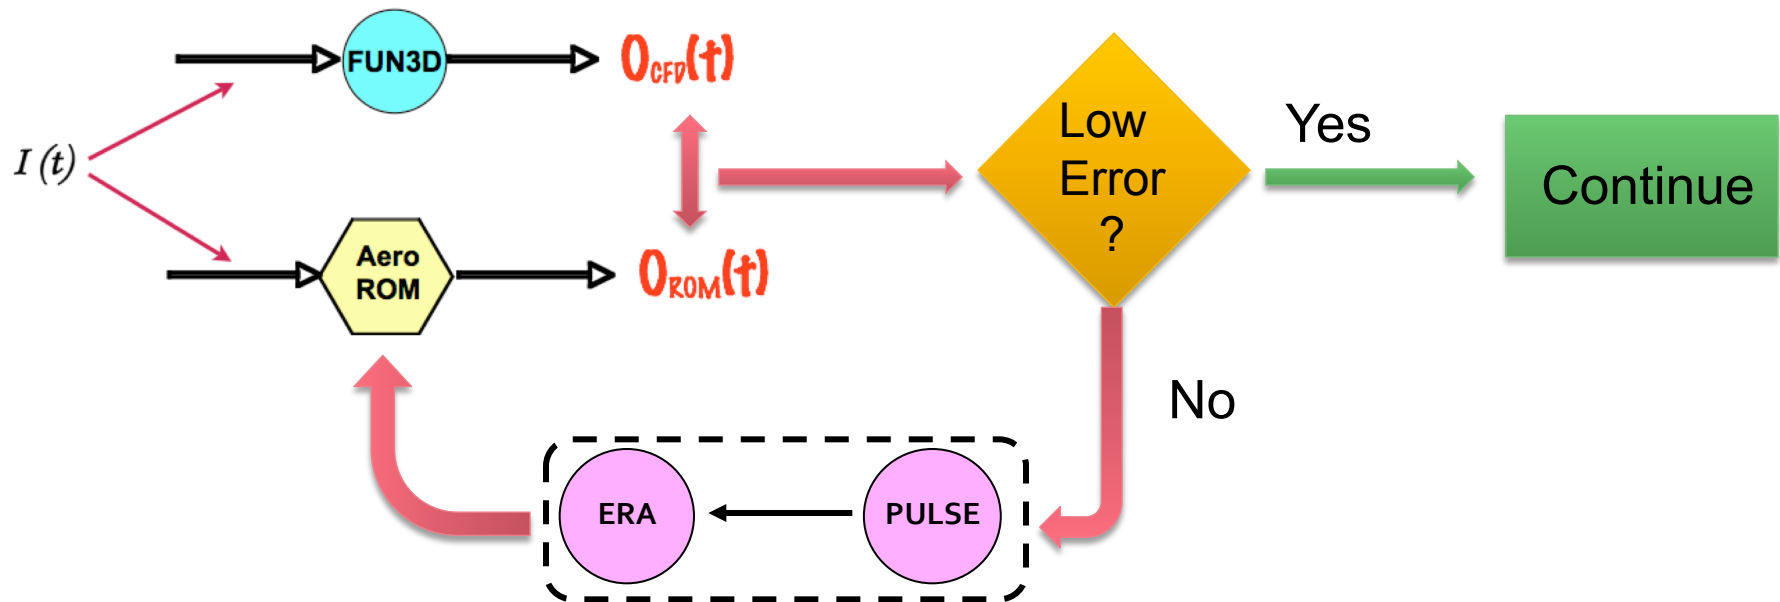 FUN3D
O_CFD(t)
I (t)
Aero
ROM
O_ROM(t)
Low
Error
?
Yes
Continue
No
ERA
PULSE